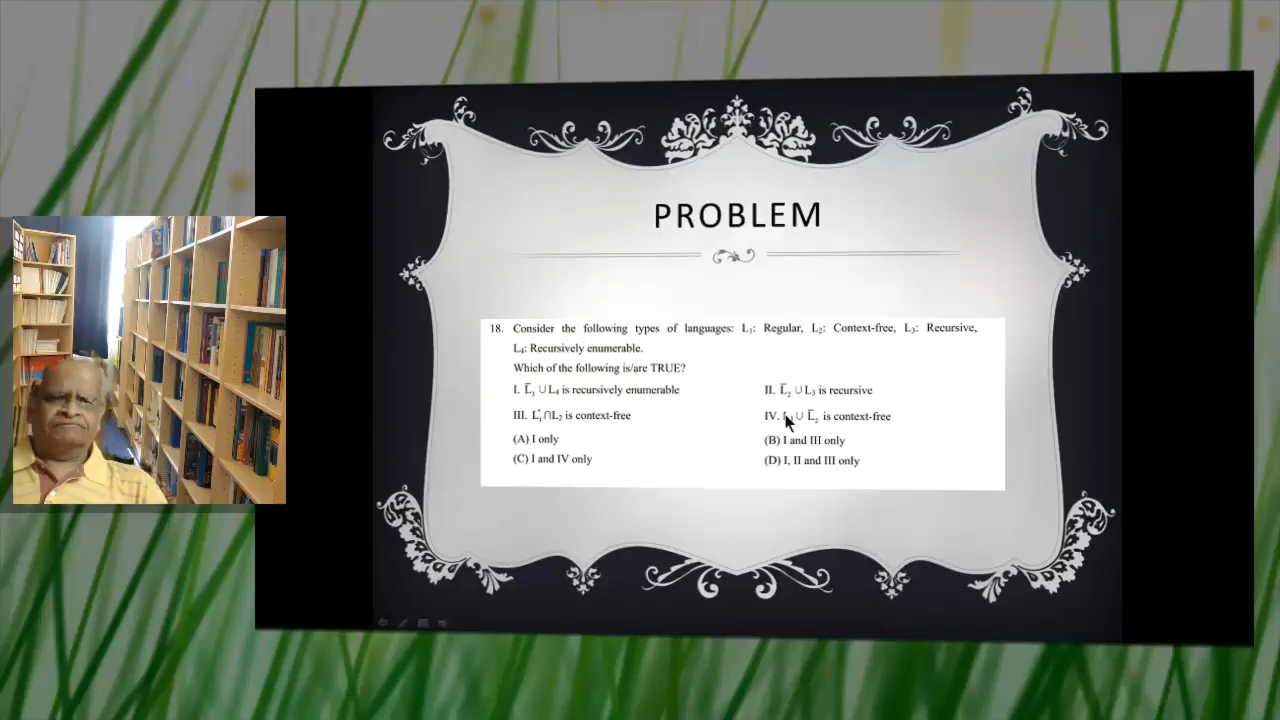 PROBLEM
18. Consider the following types of languages: L₁: Regular, L₂: Context-free, L₃: Recursive,
L₄: Recursively enumerable.
Which of the following is/are TRUE?
I. L̅₃ ∪ L₄ is recursively enumerable
II. L̅₂ ∪ L₃ is recursive
III. L₁* ∩ L₂ is context-free
IV. ∪ L̅₂ is context-free
(A) I only
(B) I and III only
(C) I and IV only
(D) I, II and III only